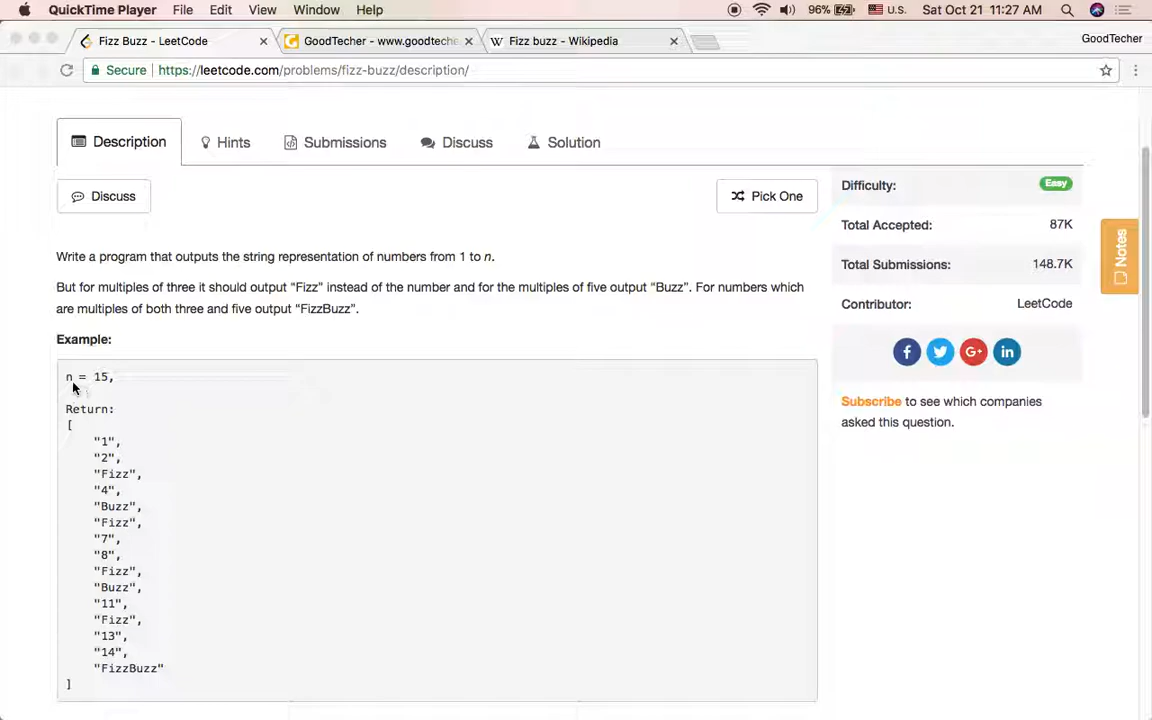 QuickTime Player File Edit View Window Help 96% U.S. Sat Oct 21 11:27 AM
Fizz Buzz - LeetCode GoodTecher - www.goodteche Fizz buzz - Wikipedia GoodTecher
Secure https://leetcode.com/problems/fizz-buzz/description/
Description Hints Submissions Discuss Solution
Discuss Pick One
Difficulty: Easy
Total Accepted: 87K
Total Submissions: 148.7K
Contributor: LeetCode
Subscribe to see which companies
asked this question.
Notes
Write a program that outputs the string representation of numbers from 1 to n.
But for multiples of three it should output “Fizz” instead of the number and for the multiples of five output “Buzz”. For numbers which
are multiples of both three and five output “FizzBuzz”.
Example:
n = 15,
Return:
[
"1",
"2",
"Fizz",
"4",
"Buzz",
"Fizz",
"7",
"8",
"Fizz",
"Buzz",
"11",
"Fizz",
"13",
"14",
"FizzBuzz"
]